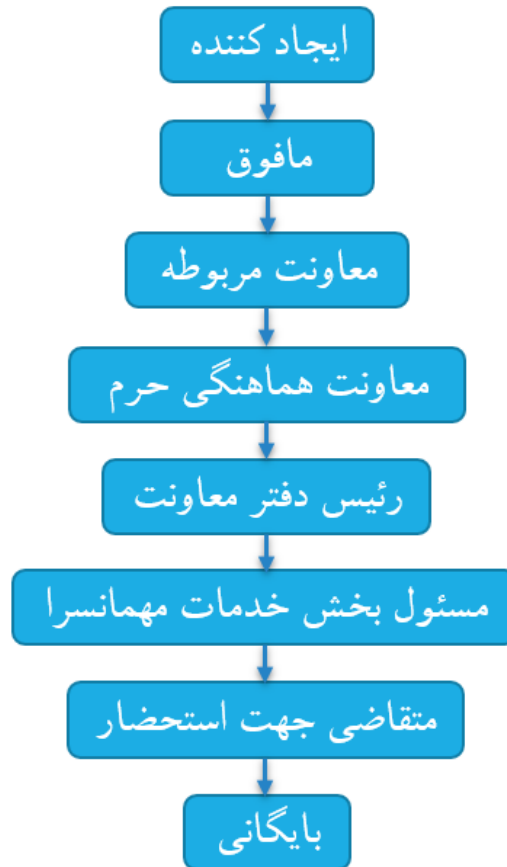 ایجاد کننده
مافوق
معاونت مربوطه
معاونت هماهنگی حرم
رئیس دفتر معاونت
مسئول بخش خدمات مهمانسرا
متقاضی جهت استحضار
بایگانی